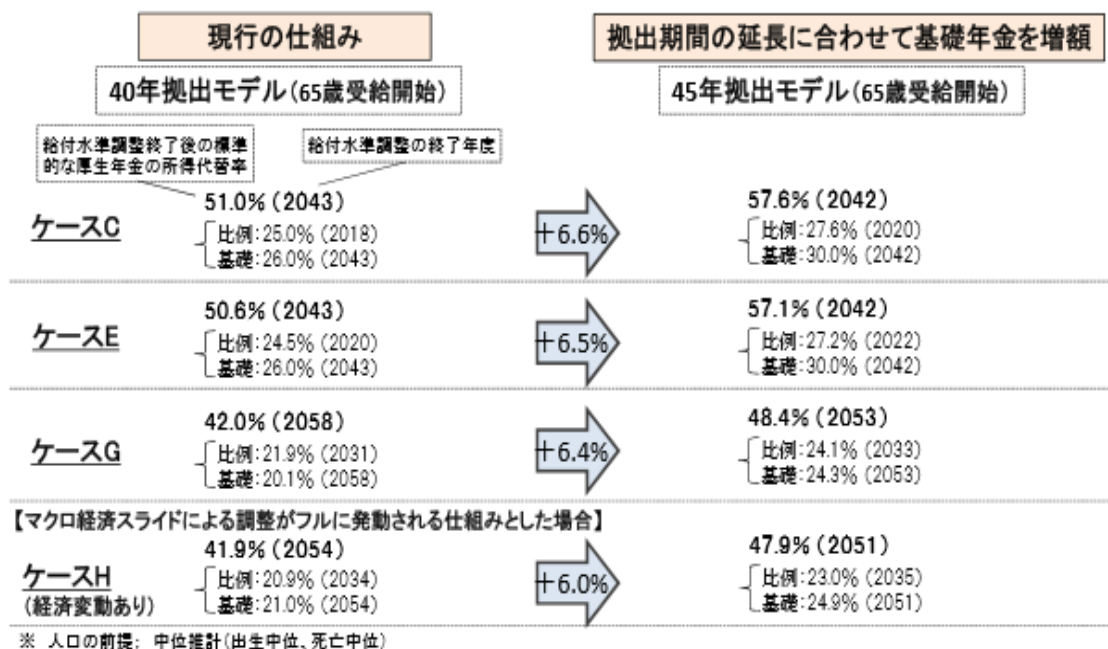 現行の仕組み
拠出期間の延長に合わせて基礎年金を増額
40年拠出モデル(65歳受給開始)
45年拠出モデル(65歳受給開始)
給付水準調整終了後の標準
的な厚生年金の所得代替率
給付水準調整の終了年度
ケースC
51.0% (2043)
比例:25.0% (2018)
基礎:26.0% (2043)
+6.6%
57.6% (2042)
比例:27.6% (2020)
基礎:30.0% (2042)
ケースE
50.6% (2043)
比例:24.5% (2020)
基礎:26.0% (2043)
+6.5%
57.1% (2042)
比例:27.2% (2022)
基礎:30.0% (2042)
ケースG
42.0% (2058)
比例:21.9% (2031)
基礎:20.1% (2058)
+6.4%
48.4% (2053)
比例:24.1% (2033)
基礎:24.3% (2053)
【マクロ経済スライドによる調整がフルに発動される仕組みとした場合】
ケースH
(経済変動あり)
41.9% (2054)
比例:20.9% (2034)
基礎:21.0% (2054)
+6.0%
47.9% (2051)
比例:23.0% (2035)
基礎:24.9% (2051)
※ 人口の前提; 中位推計(出生中位、死亡中位)